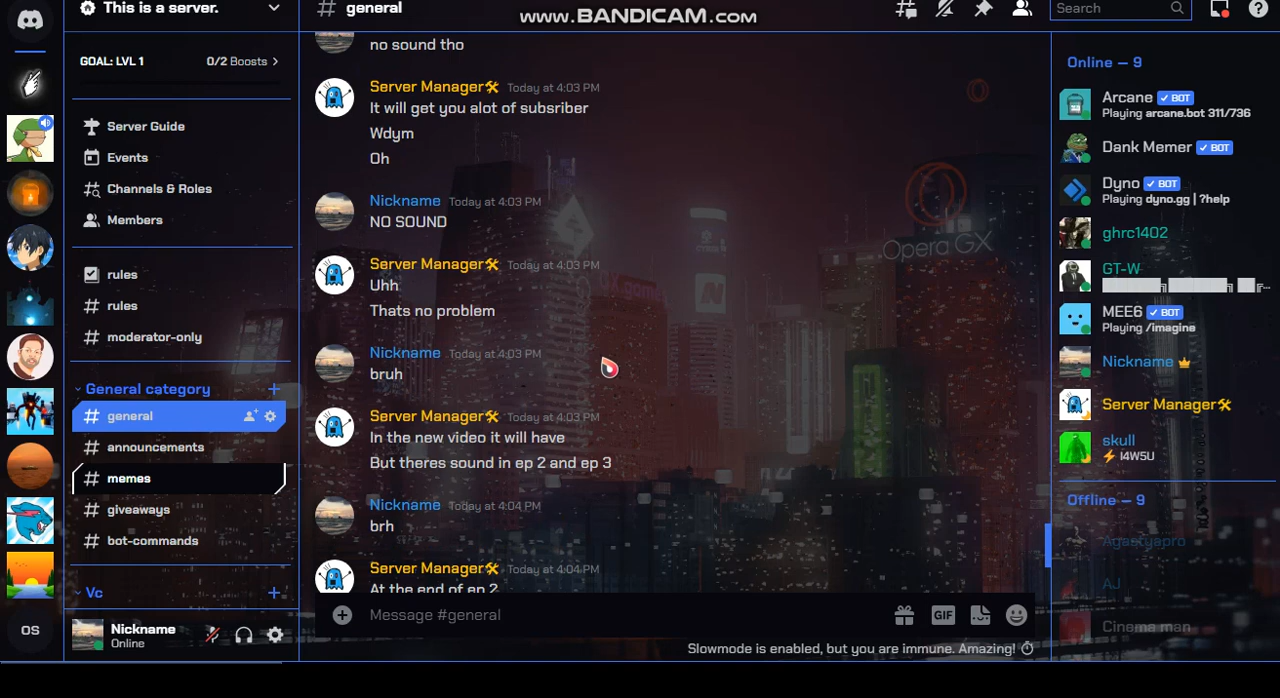 www.BANDICAM.com
This is a server.
GOAL: LVL 1
0/2 Boosts
Server Guide
Events
Channels & Roles
Members
rules
# rules
# moderator-only
General category
# general
# announcements
# memes
# giveaways
# bot-commands
Vc
OS
Nickname
Online
# general
Search
no sound tho
Server Manager🛠 Today at 4:03 PM
It will get you alot of subsriber
Wdym
Oh
Nickname Today at 4:03 PM
NO SOUND
Server Manager🛠 Today at 4:03 PM
Uhh
Thats no problem
Nickname Today at 4:03 PM
bruh
Server Manager🛠 Today at 4:03 PM
In the new video it will have
But theres sound in ep 2 and ep 3
Nickname Today at 4:04 PM
brh
Server Manager🛠 Today at 4:04 PM
At the end of ep 2
Message #general
GIF
Slowmode is enabled, but you are immune. Amazing!
Opera GX
Online — 9
Arcane ✓ BOT
Playing arcane.bot 311/736
Dank Memer ✓ BOT
Dyno ✓ BOT
Playing dyno.gg | ?help
ghrc1402
GT-W
MEE6 ✓ BOT
Playing /imagine
Nickname
Server Manager🛠
skull
⚡ I4W5U
Offline — 9
Agastyapro
AJ
Cinema man